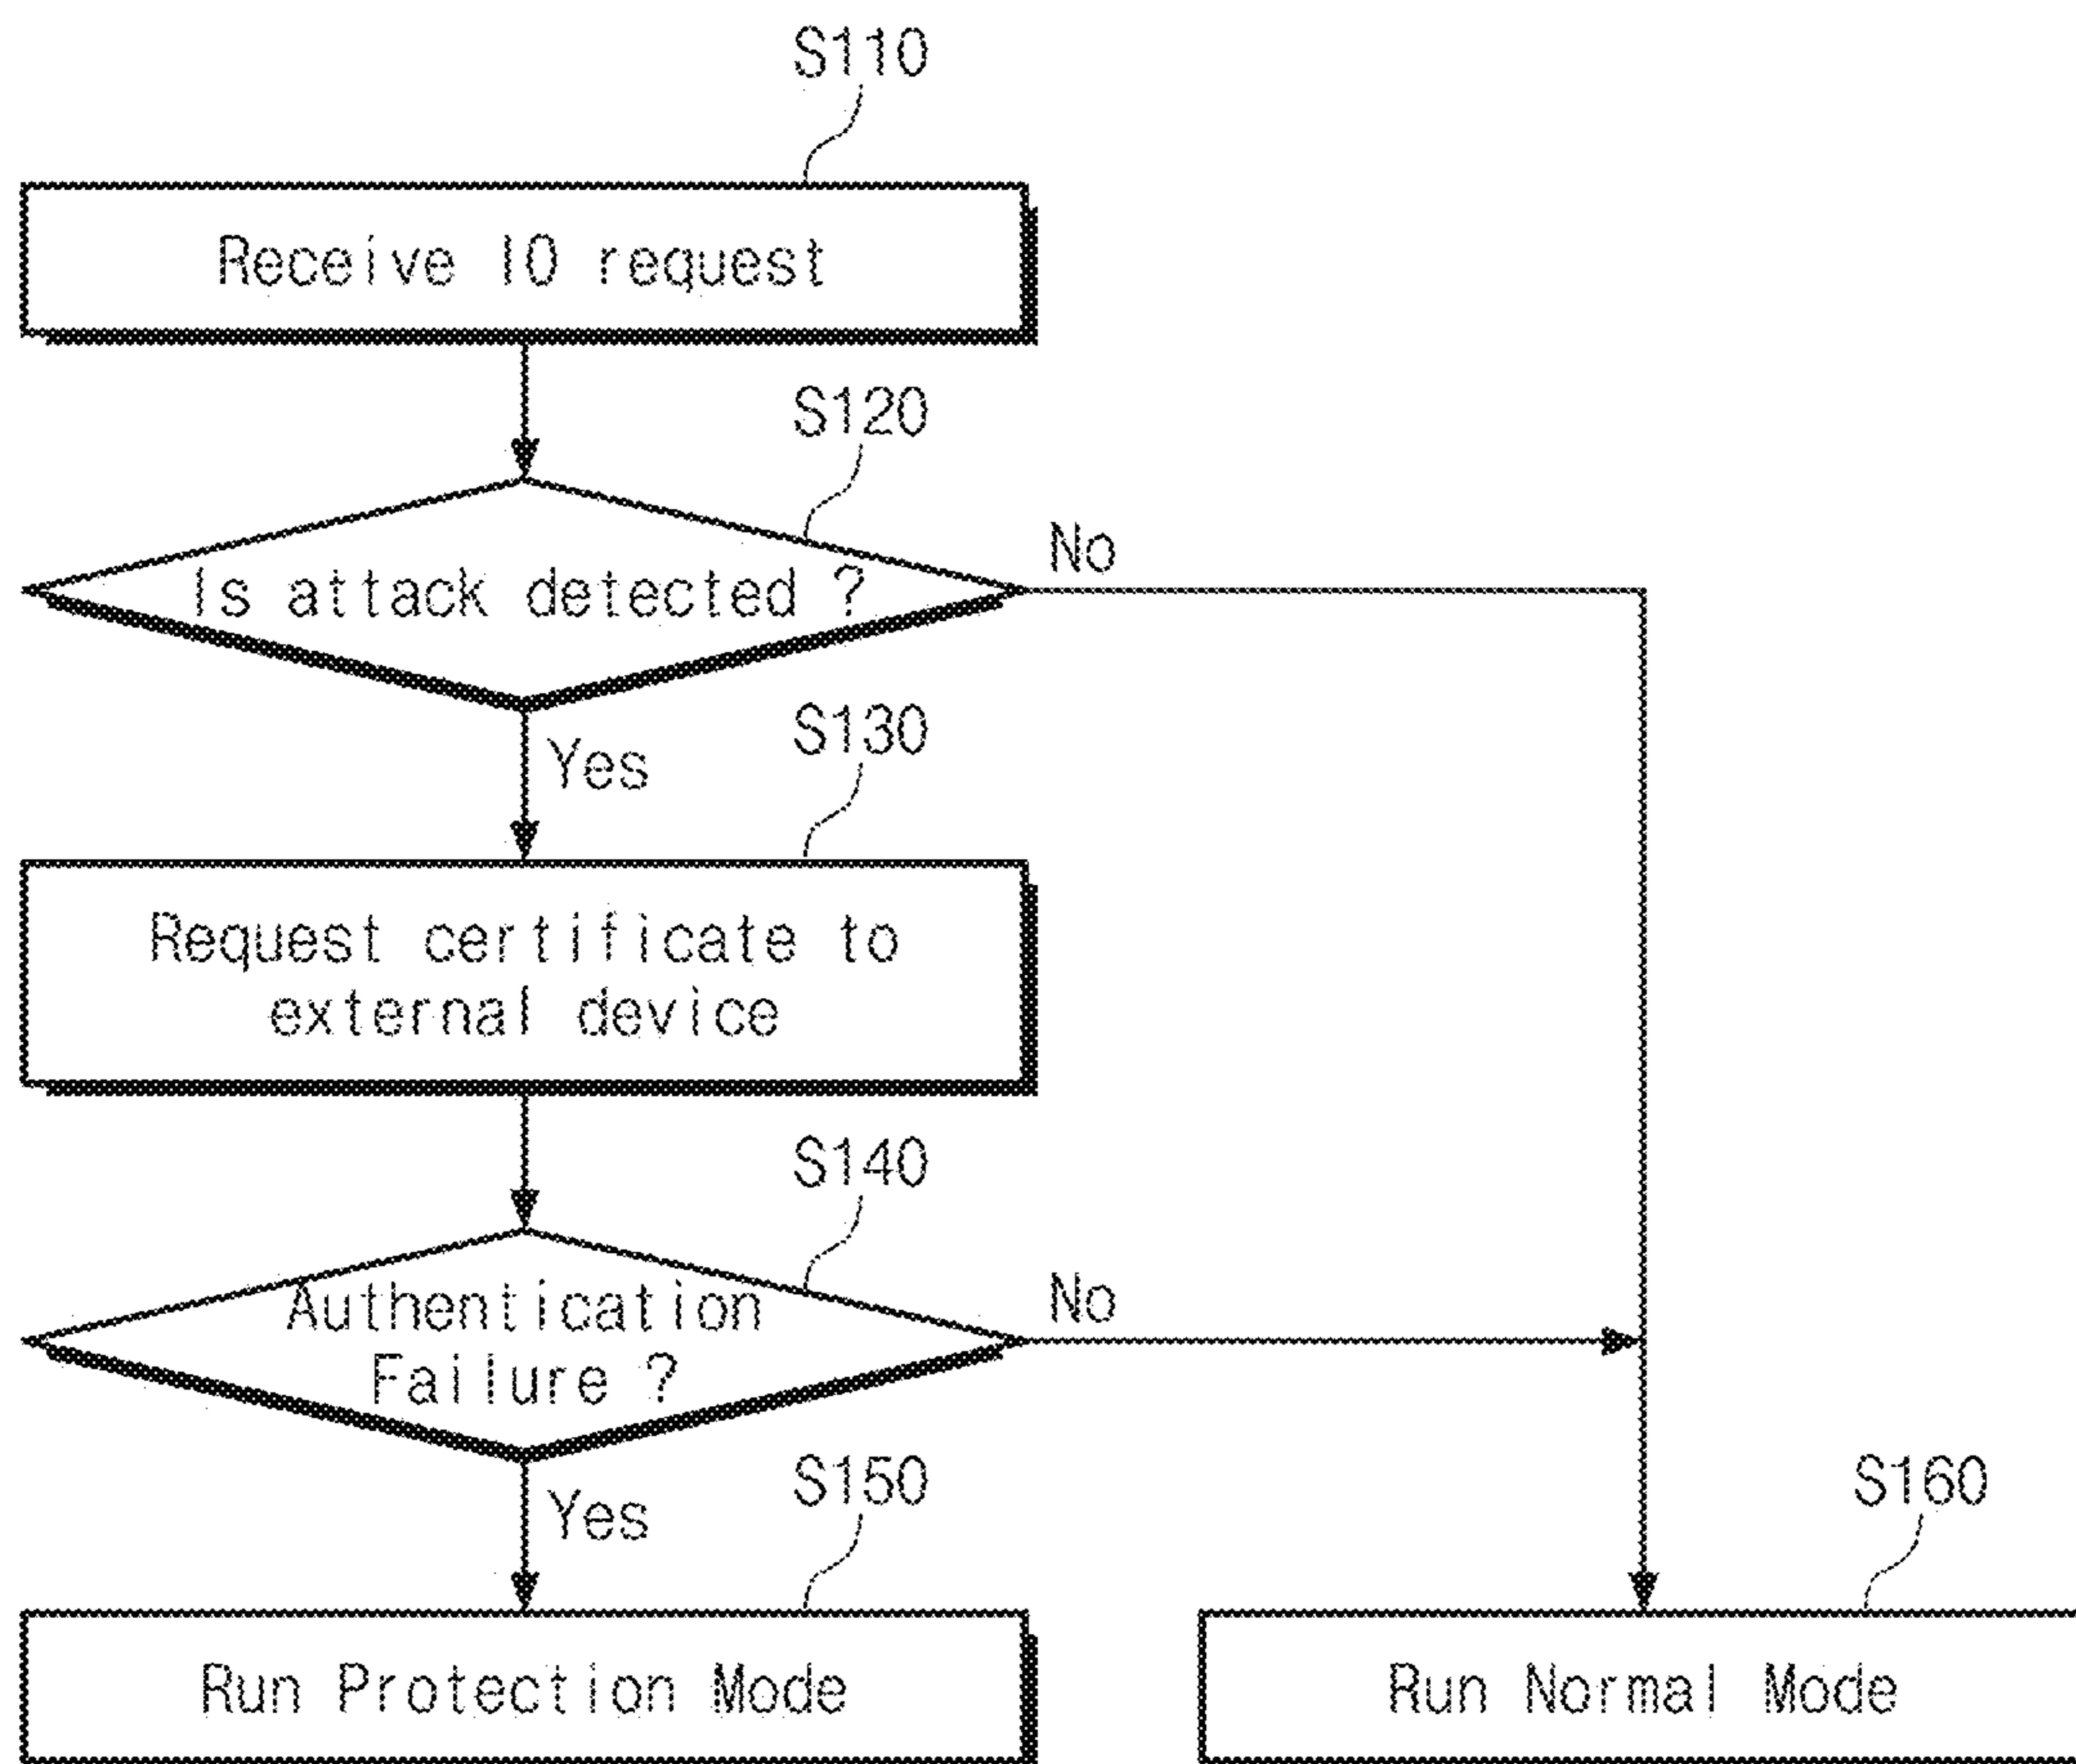 S110
Receive IO request
S120
Is attack detected ?
No
S130
Yes
Request certificate to
external device
S140
Authentication
Failure ?
No
S150
Yes
S160
Run Protection Mode
Run Normal Mode